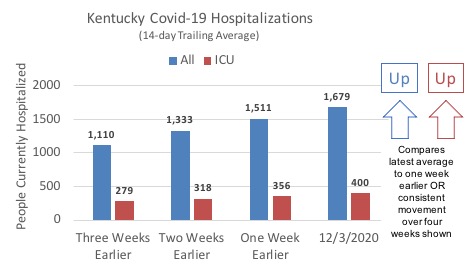 Kentucky Covid-19 Hospitalizations
(14-day Trailing Average)
All ICU
People Currently Hospitalized
2000
1500
1000
500
0
1,110
279
1,333
318
1,511
356
1,679
400
Three Weeks
Earlier
Two Weeks
Earlier
One Week
Earlier
12/3/2020
Up Up
Compares
latest average
to one week
earlier OR
consistent
movement
over four
weeks shown